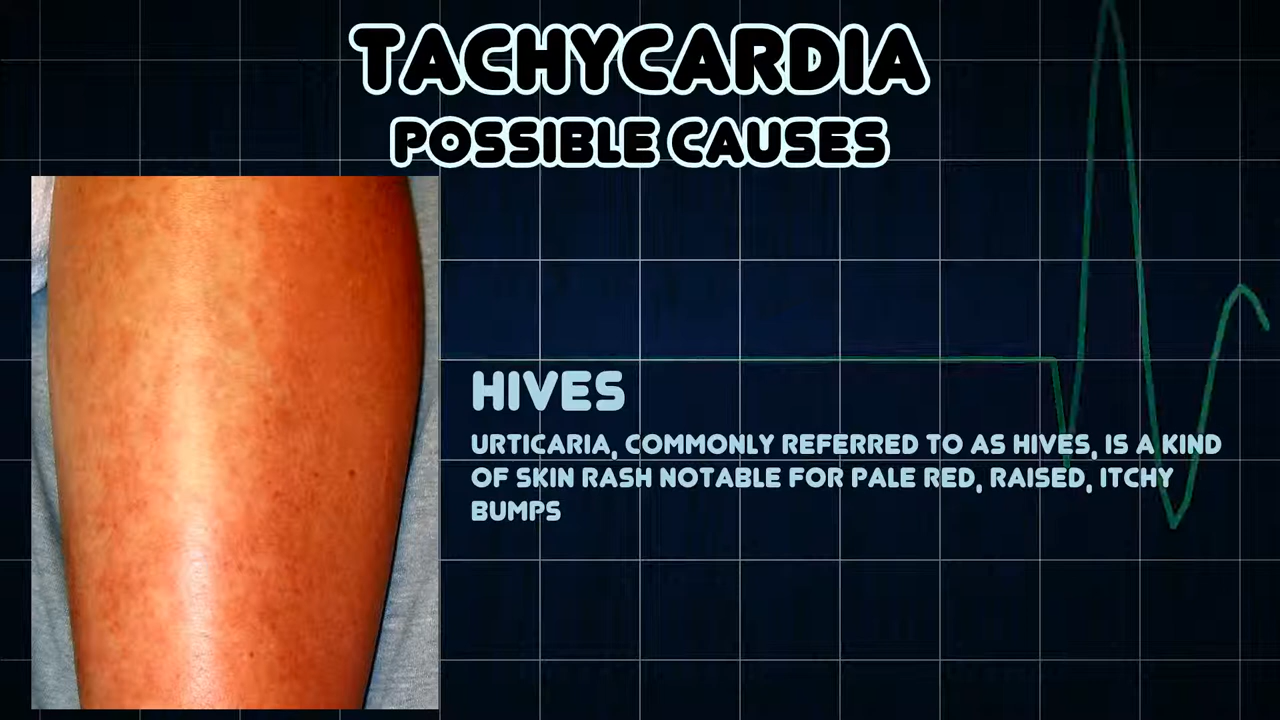 TACHYCARDIA
POSSIBLE CAUSES
HIVES
URTICARIA, COMMONLY REFERRED TO AS HIVES, IS A KIND
OF SKIN RASH NOTABLE FOR PALE RED, RAISED, ITCHY
BUMPS